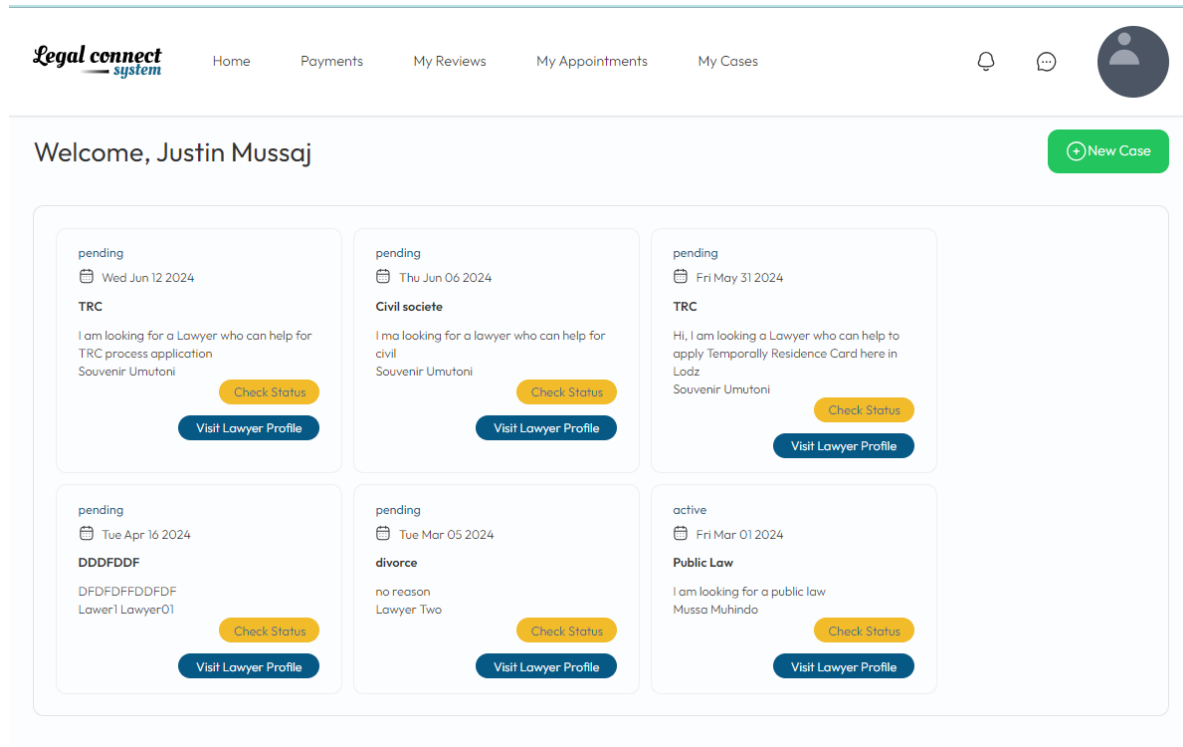 Legal connect
system
Home Payments My Reviews My Appointments My Cases
Welcome, Justin Mussaj
New Case
pending
Wed Jun 12 2024
TRC
I am looking for a Lawyer who can help for
TRC process application
Souvenir Umutoni
Check Status
Visit Lawyer Profile
pending
Thu Jun 06 2024
Civil societe
I ma looking for a lawyer who can help for
civil
Souvenir Umutoni
Check Status
Visit Lawyer Profile
pending
Fri May 31 2024
TRC
Hi, I am looking a Lawyer who can help to
apply Temporally Residence Card here in
Lodz
Souvenir Umutoni
Check Status
Visit Lawyer Profile
pending
Tue Apr 16 2024
DDDFDDF
DFDFDFFDDFDF
Lawer1 Lawyer01
Check Status
Visit Lawyer Profile
pending
Tue Mar 05 2024
divorce
no reason
Lawyer Two
Check Status
Visit Lawyer Profile
active
Fri Mar 01 2024
Public Law
I am looking for a public law
Mussa Muhindo
Check Status
Visit Lawyer Profile